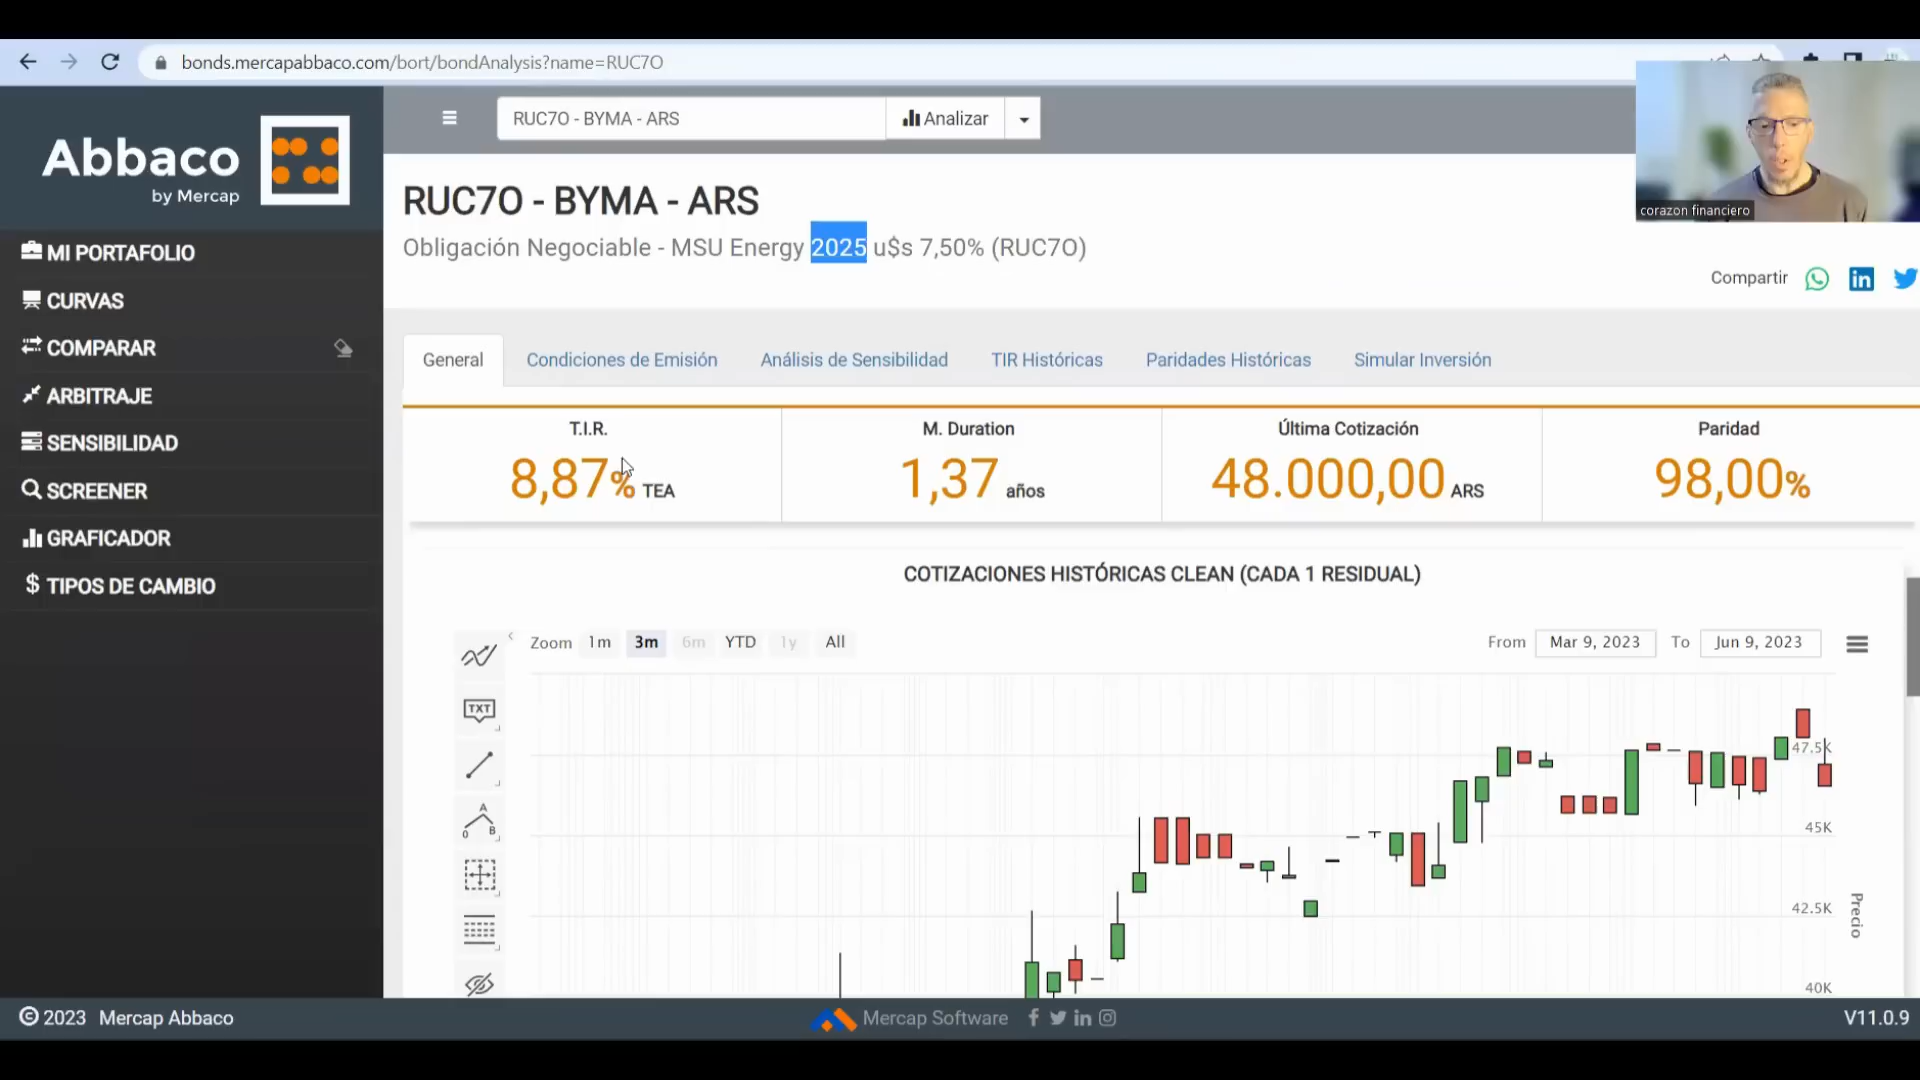 bonds.mercapabbaco.com/bort/bondAnalysis?name=RUC7O
Abbaco
by Mercap
RUC7O - BYMA - ARS
Analizar
corazon financiero
RUC7O - BYMA - ARS
Obligación Negociable - MSU Energy 2025 u$s 7,50% (RUC7O)
Compartir
MI PORTAFOLIO
CURVAS
COMPARAR
ARBITRAJE
SENSIBILIDAD
SCREENER
GRAFICADOR
$ TIPOS DE CAMBIO
General
Condiciones de Emisión
Análisis de Sensibilidad
TIR Históricas
Paridades Históricas
Simular Inversión
T.I.R.
8,87% TEA
M. Duration
1,37 años
Última Cotización
48.000,00 ARS
Paridad
98,00%
COTIZACIONES HISTÓRICAS CLEAN (CADA 1 RESIDUAL)
Zoom 1m 3m 6m YTD 1y All
From Mar 9, 2023 To Jun 9, 2023
TXT
A
0 B
47.5K
45K
42.5K
40K
Precio
© 2023 Mercap Abbaco
Mercap Software
V11.0.9